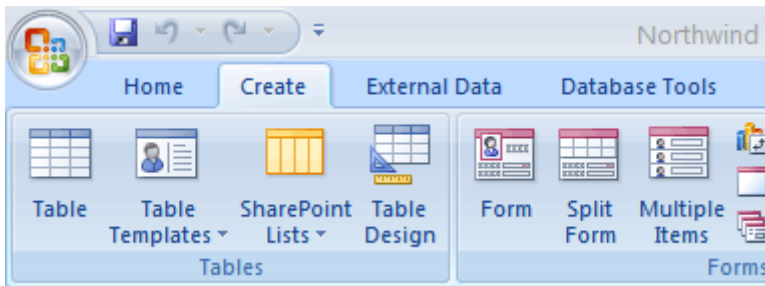 Northwind
Home Create External Data Database Tools
Table Table Templates SharePoint Lists Table Design Form Split Form Multiple Items
Tables Forms